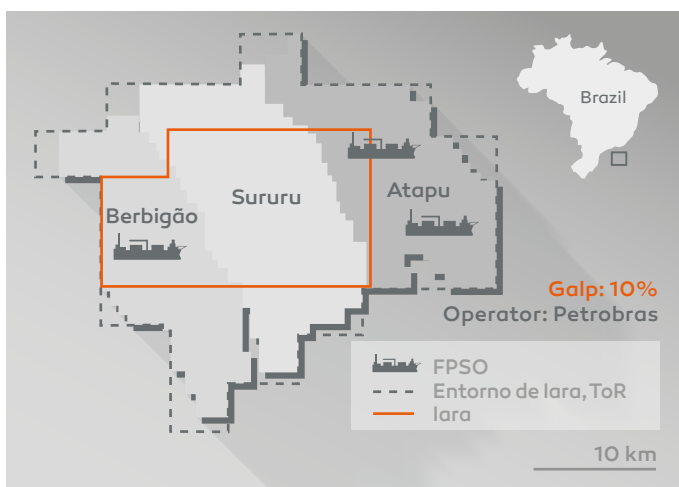 Brazil
Sururu
Atapu
Berbigão
Galp: 10%
Operator: Petrobras
FPSO
Entorno de Iara, ToR
Iara
10 km